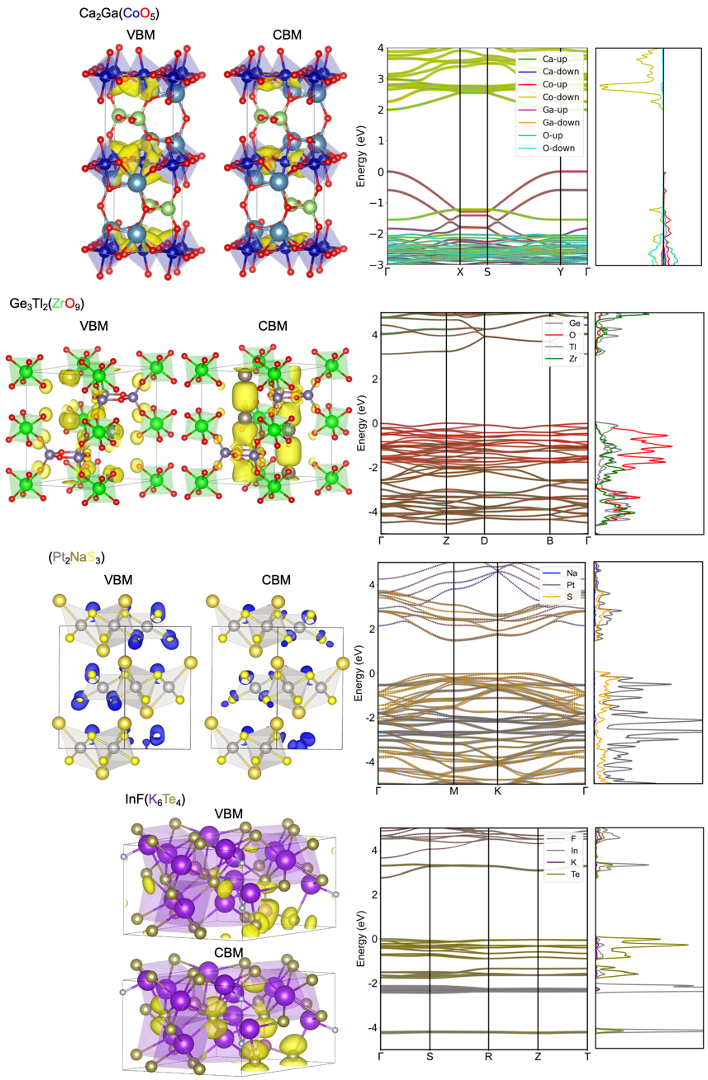 Ca₂Ga(CoO₅)
VBM CBM
4
3
2
1
0
−1
−2
−3
Energy (eV)
Γ X S Y Γ
Ca-up
Ca-down
Co-up
Co-down
Ga-up
Ga-down
O-up
O-down
Ge₃Tl₂(ZrO₉)
VBM CBM
4
2
0
-2
-4
Energy (eV)
Γ Z D B Γ
Ge
O
Tl
Zr
(Pt₂NaS₃)
VBM CBM
4
2
0
-2
-4
Energy (eV)
Γ M K Γ
Na
Pt
S
InF(K₆Te₄)
VBM
CBM
4
2
0
-2
-4
Energy (eV)
Γ S R Z T
F
In
K
Te